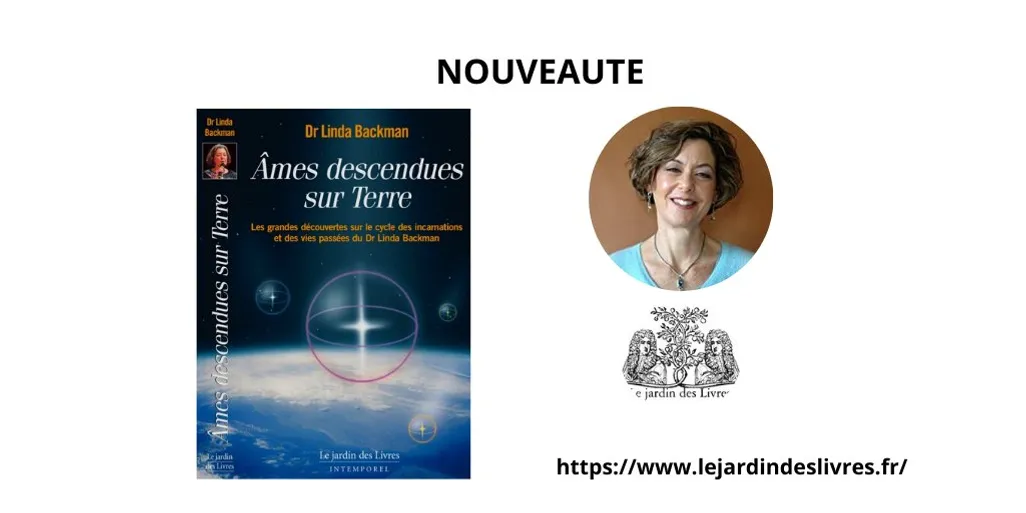 NOUVEAUTE
Dr Linda
Backman
Âmes descendues sur Terre
Le jardin
des Livres
Dr Linda Backman
Âmes descendues
sur Terre
Les grandes découvertes sur le cycle des incarnations
et des vies passées du Dr Linda Backman
Le jardin des Livres
INTEMPOREL
Le jardin des Livres
https://www.lejardindeslivres.fr/